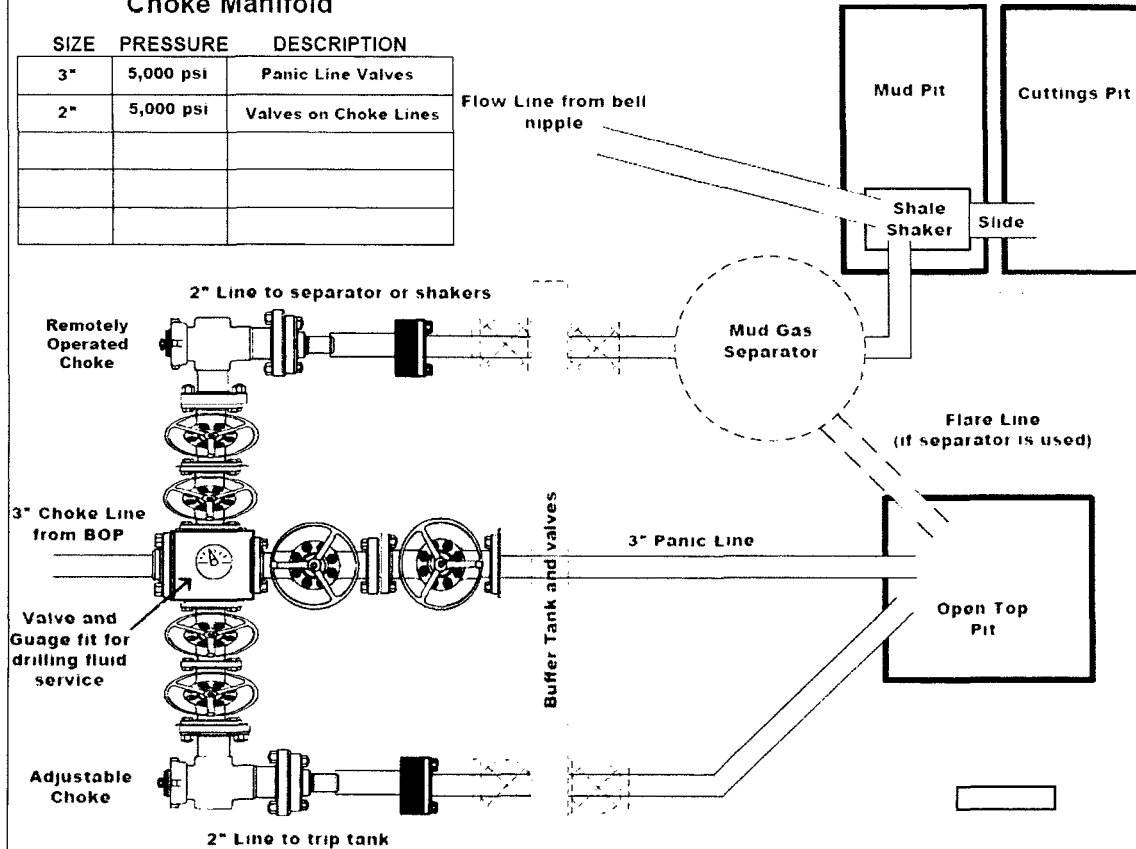 Choke Manifold
SIZE PRESSURE DESCRIPTION
3" 5,000 psi Panic Line Valves
2" 5,000 psi Valves on Choke Lines
Flow Line from bell
nipple
Mud Pit
Cuttings Pit
Shale
Shaker
Slide
2" Line to separator or shakers
Remotely
Operated
Choke
Mud Gas
Separator
Flare Line
(if separator is used)
3" Choke Line
from BOP
Buffer Tank and valves
3" Panic Line
Open Top
Pit
Valve and
Guage fit for
drilling fluid
service
Adjustable
Choke
2" Line to trip tank